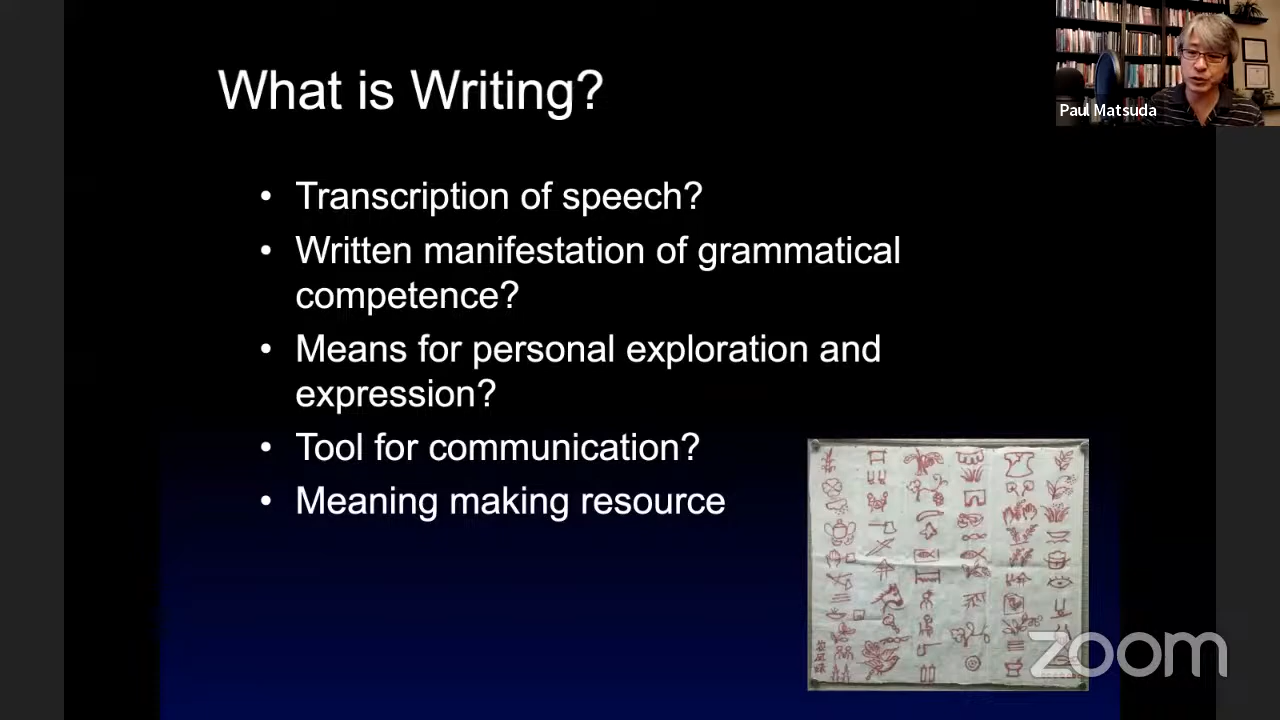 What is Writing?
• Transcription of speech?
• Written manifestation of grammatical
competence?
• Means for personal exploration and
expression?
• Tool for communication?
• Meaning making resource
Paul Matsuda
zoom